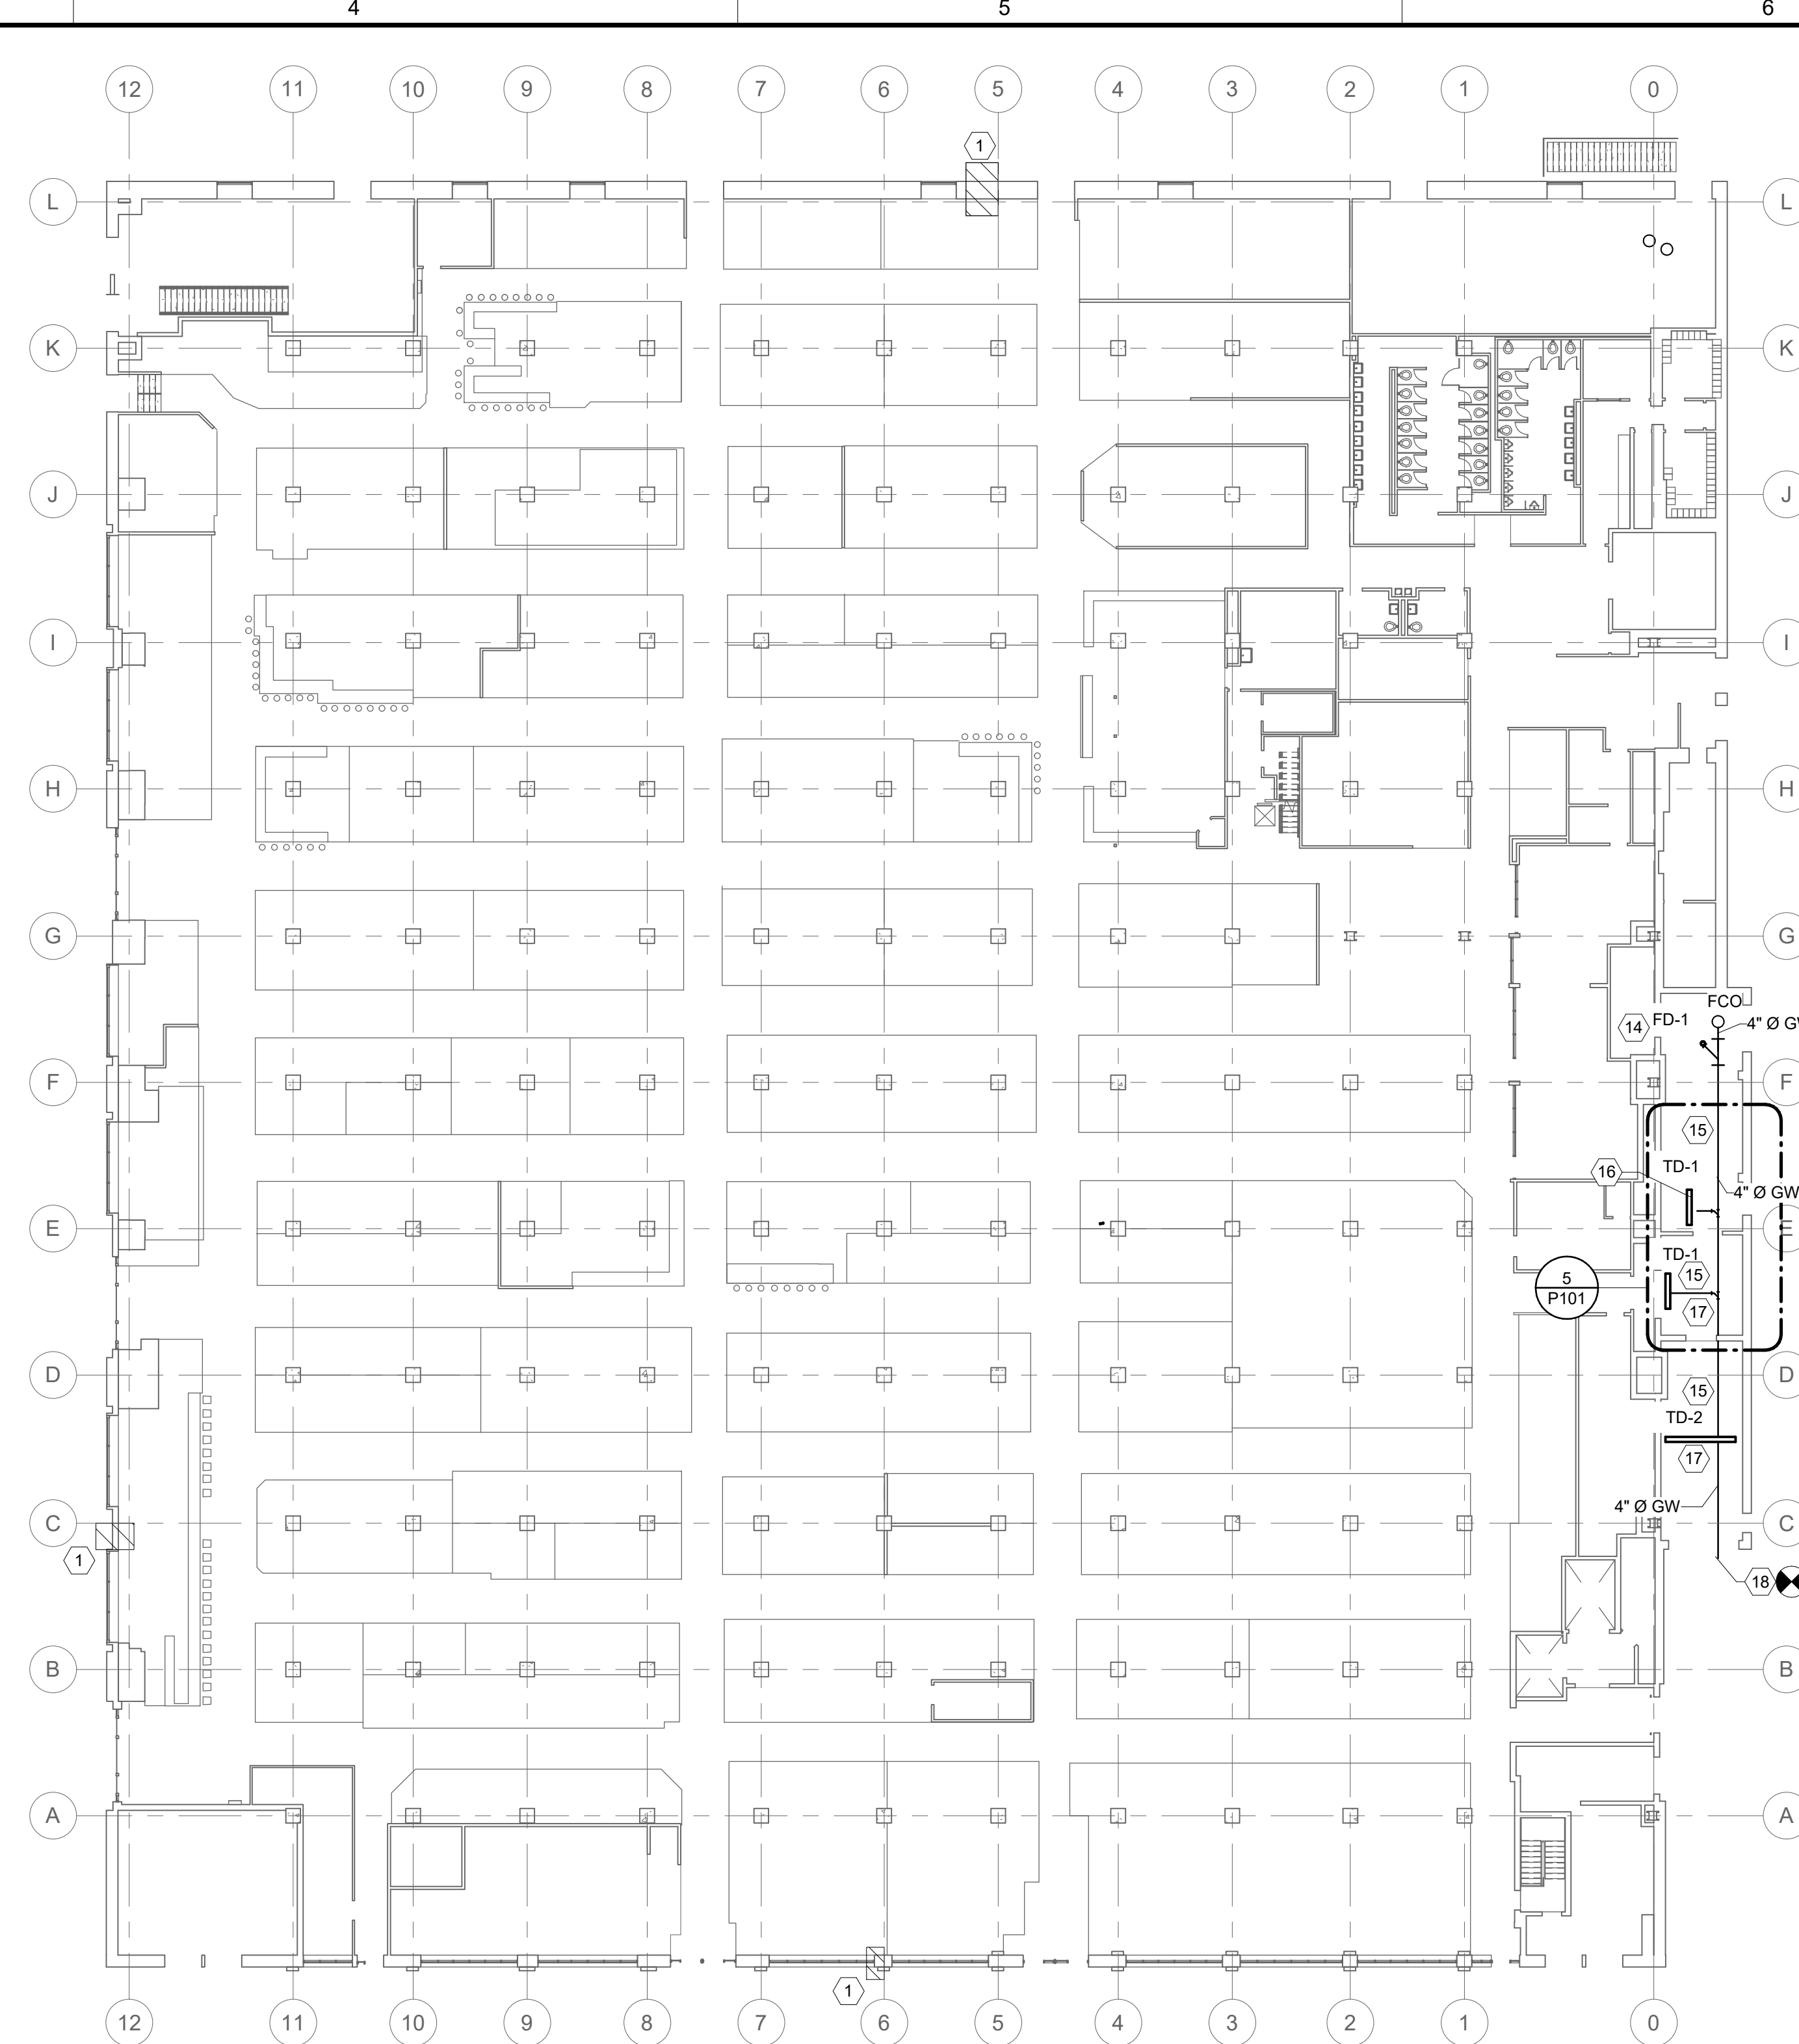 4 5 6
12 11 10 9 8 7 6 5 4 3 2 1 0
1
L L
K K
J J
I I
H H
G G
FCO
14 FD-1 4" Ø GW
F F
15
16 TD-1
4" Ø GW
E E
TD-1
5 15
P101 17
D D
15
TD-2
17
4" Ø GW
C C
1
18
B B
A A
1
12 11 10 9 8 7 6 5 4 3 2 1 0